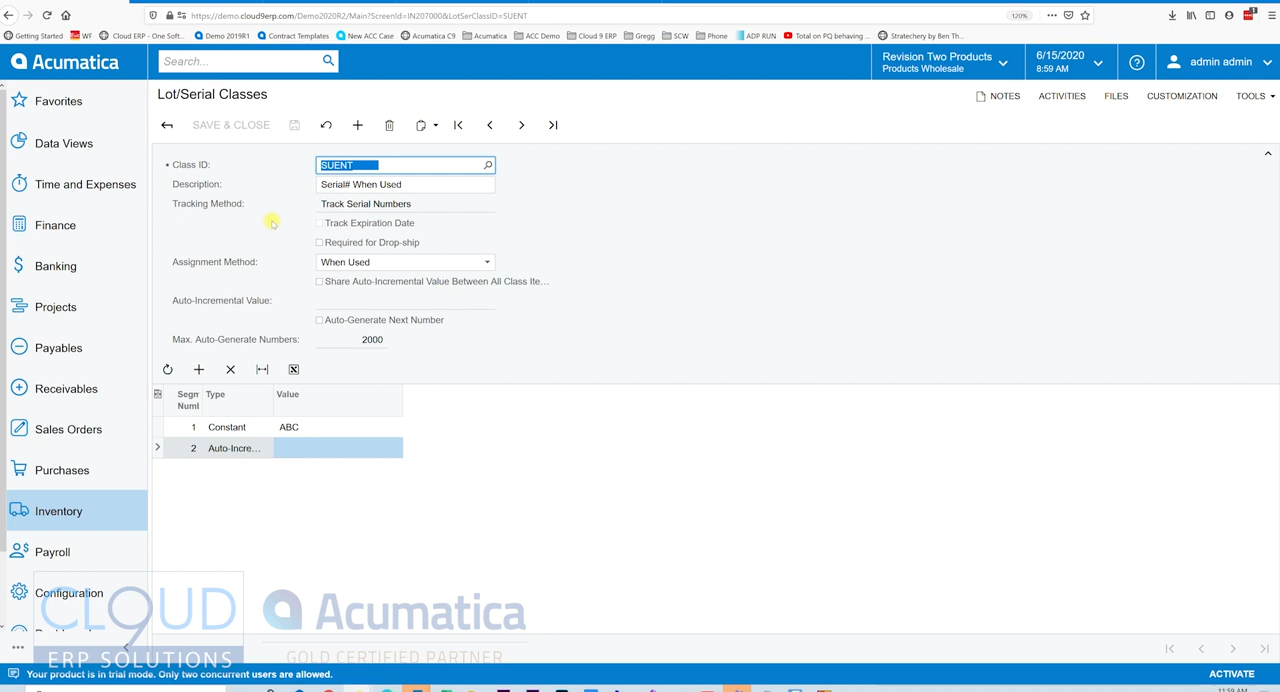 https://demo.cloud9erp.com/Demo2020R2/Main?ScreenId=IN207000&LotSerClassID=SUENT
120%
Getting Started WF Cloud ERP - One Soft... Demo 2019R1 Contract Templates New ACC Case Acumatica C9 Acumatica ACC Demo Cloud 9 ERP Gregg SCW Phone ADP RUN Total on PQ behaving ... Stratechery by Ben Th...
Acumatica
Search...
Revision Two Products
Products Wholesale
6/15/2020
8:59 AM
admin admin
Favorites
Data Views
Time and Expenses
Finance
Banking
Projects
Payables
Receivables
Sales Orders
Purchases
Inventory
Payroll
Configuration
Lot/Serial Classes
NOTES ACTIVITIES FILES CUSTOMIZATION TOOLS
SAVE & CLOSE
Class ID: SUENT
Description: Serial# When Used
Tracking Method: Track Serial Numbers
Track Expiration Date
Required for Drop-ship
Assignment Method: When Used
Share Auto-Incremental Value Between All Class Ite...
Auto-Incremental Value:
Auto-Generate Next Number
Max. Auto-Generate Numbers: 2000
Type Value
1 Constant ABC
2 Auto-Incre...
CLOUD 9
ERP SOLUTIONS
Acumatica
GOLD CERTIFIED PARTNER
Your product is in trial mode. Only two concurrent users are allowed.
ACTIVATE
11:59 AM